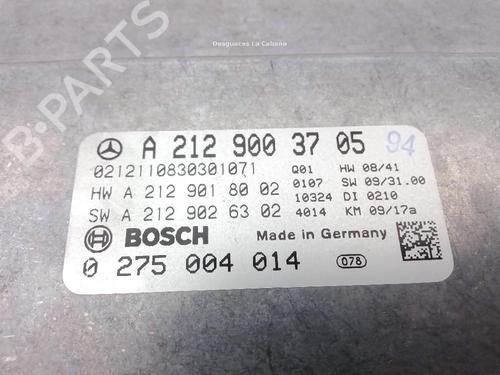 Desguaces La Cabaña
B-PARTS
A 212 900 37 05 94
0212110830301071 Q01 HW 08/41
HW A 212 901 80 02 0107 SW 09/31.00
10324 DI 0210
SW A 212 902 63 02 4014 KM 09/17a
BOSCH Made in Germany
0 275 004 014 078